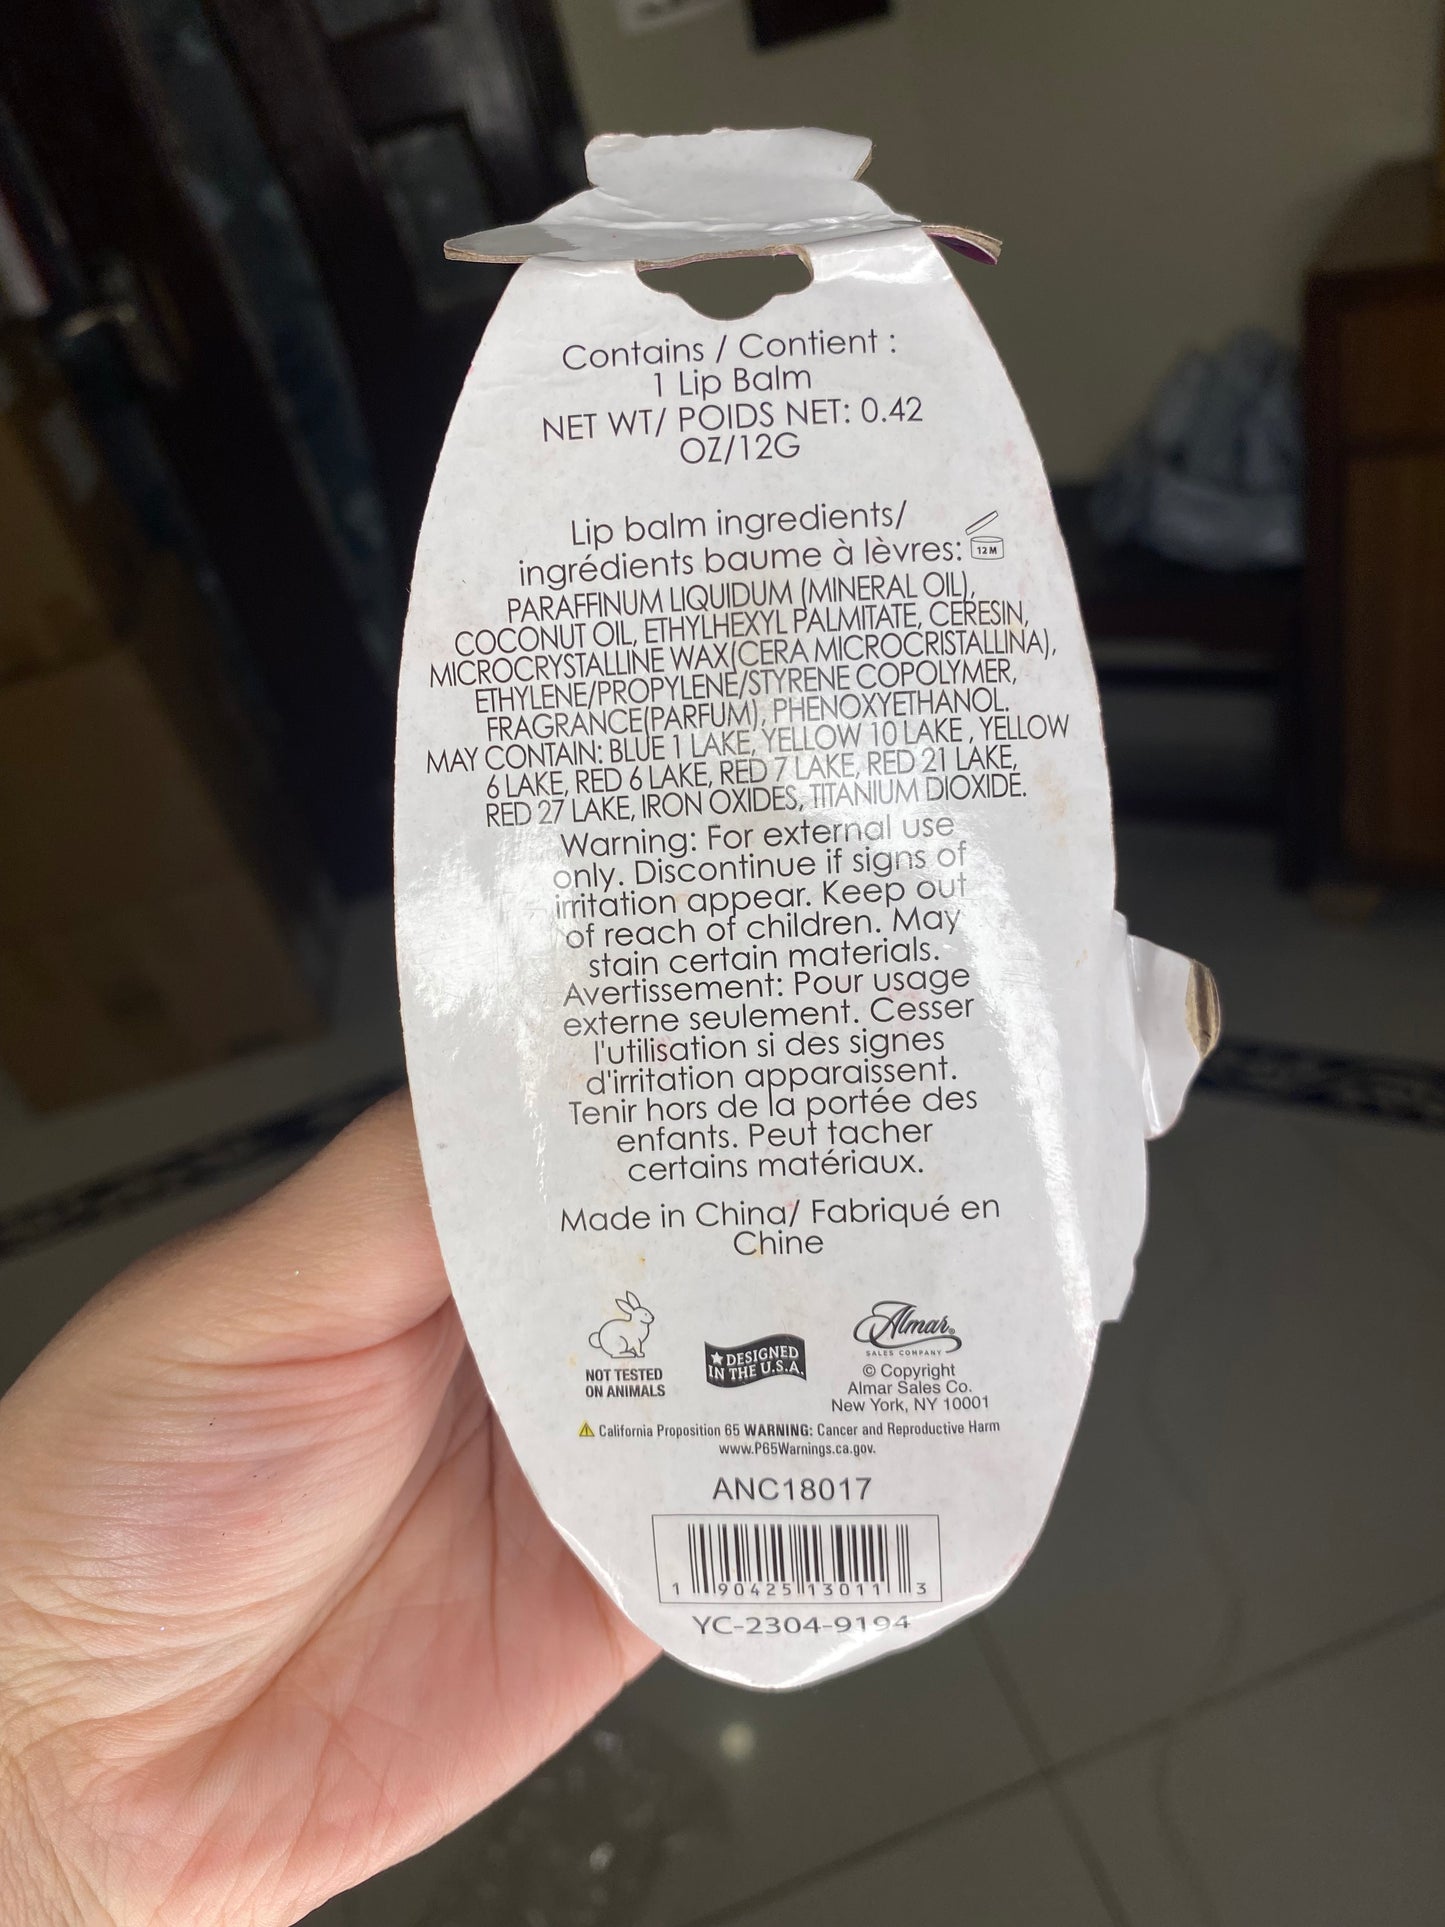 Contains / Contient :
1 Lip Balm
NET WT/ POIDS NET: 0.42
OZ/12G
Lip balm ingredients/
ingrédients baume à lèvres:
12 M
PARAFFINUM LIQUIDUM (MINERAL OIL),
COCONUT OIL, ETHYLHEXYL PALMITATE, CERESIN,
MICROCRYSTALLINE WAX(CERA MICROCRISTALLINA),
ETHYLENE/PROPYLENE/STYRENE COPOLYMER,
FRAGRANCE(PARFUM), PHENOXYETHANOL.
MAY CONTAIN: BLUE 1 LAKE, YELLOW 10 LAKE , YELLOW
6 LAKE, RED 6 LAKE, RED 7 LAKE, RED 21 LAKE,
RED 27 LAKE, IRON OXIDES, TITANIUM DIOXIDE.
Warning: For external use
only. Discontinue if signs of
irritation appear. Keep out
of reach of children. May
stain certain materials.
Avertissement: Pour usage
externe seulement. Cesser
l'utilisation si des signes
d'irritation apparaissent.
Tenir hors de la portée des
enfants. Peut tacher
certains matériaux.
Made in China/ Fabriqué en
Chine
NOT TESTED
ON ANIMALS
DESIGNED
IN THE U.S.A.
Almar®
SALES COMPANY
© Copyright
Almar Sales Co.
New York, NY 10001
California Proposition 65 WARNING: Cancer and Reproductive Harm
www.P65Warnings.ca.gov.
ANC18017
1 90425 13011 3
YC-2304-9194